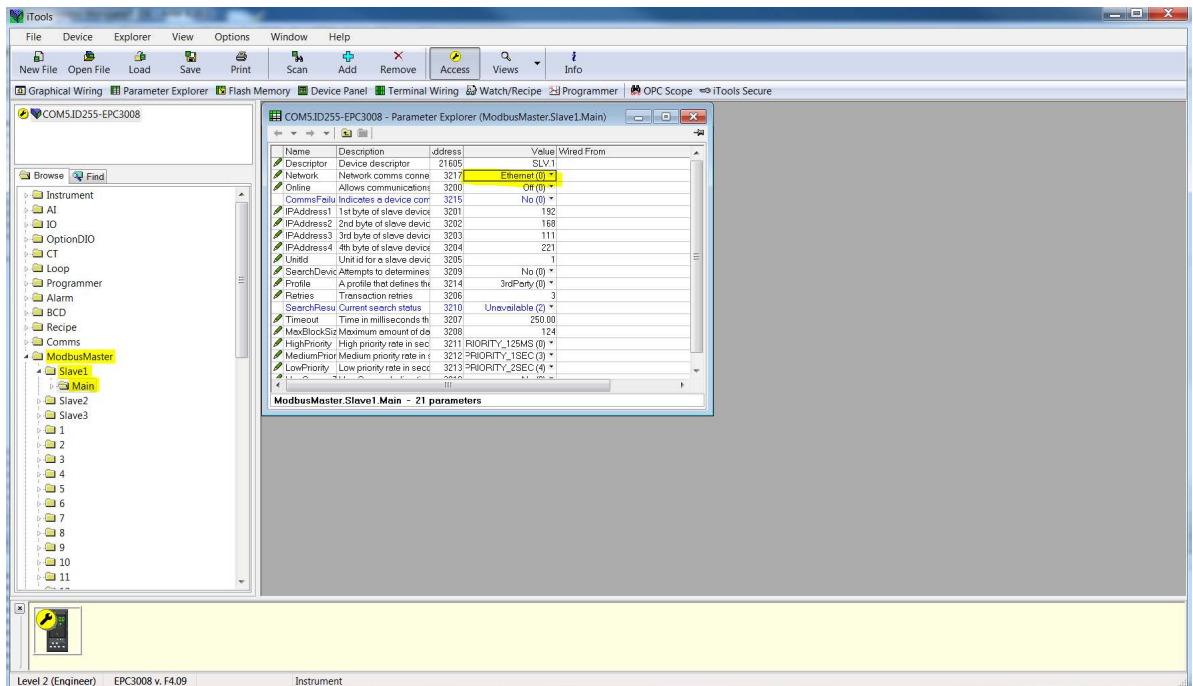 iTools
File Device Explorer View Options Window Help
New File Open File Load Save Print Scan Add Remove Access Views Info
Graphical Wiring Parameter Explorer Flash Memory Device Panel Terminal Wiring Watch/Recipe Programmer OPC Scope iTools Secure
COM5.ID255-EPC3008
Browse Find
Instrument
AI
IO
OptionDIO
CT
Loop
Programmer
Alarm
BCD
Recipe
Comms
ModbusMaster
Slave1
Main
Slave2
Slave3
1
2
3
4
5
6
7
8
9
10
11
COM5.ID255-EPC3008 - Parameter Explorer (ModbusMaster.Slave1.Main)
Name Description ddress Value Wired From
Descriptor Device descriptor 21605 SLV.1
Network Network comms conne 3217 Ethernet (0)
Online Allows communications 3200 Off (0)
CommsFailu Indicates a device com 3215 No (0)
IPAddress1 1st byte of slave device 3201 192
IPAddress2 2nd byte of slave devic 3202 168
IPAddress3 3rd byte of slave devic 3203 111
IPAddress4 4th byte of slave device 3204 221
UnitId Unit id for a slave devic 3205 1
SearchDevic Attempts to determines 3209 No (0)
Profile A profile that defines the 3214 3rdParty (0)
Retries Transaction retries 3206 3
SearchResu Current search status 3210 Unavailable (2)
Timeout Time in milliseconds th 3207 250.00
MaxBlockSiz Maximum amount of da 3208 124
HighPriority High priority rate in sec 3211 RIORITY_125MS (0)
MediumPrior Medium priority rate in s 3212 PRIORITY_1SEC (3)
LowPriority Low priority rate in secc 3213 PRIORITY_2SEC (4)
ModbusMaster.Slave1.Main - 21 parameters
Level 2 (Engineer) EPC3008 v. F4.09 Instrument